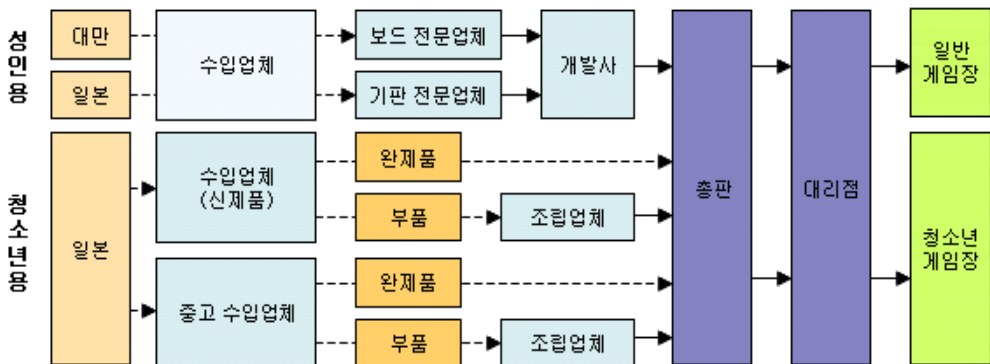 성인용
대만
일본
수입업체
보드 전문업체
기판 전문업체
개발사
총판
대리점
일반
게임장
청소년용
일본
수입업체
(신제품)
완제품
부품
조립업체
중고 수입업체
완제품
부품
조립업체
청소년
게임장